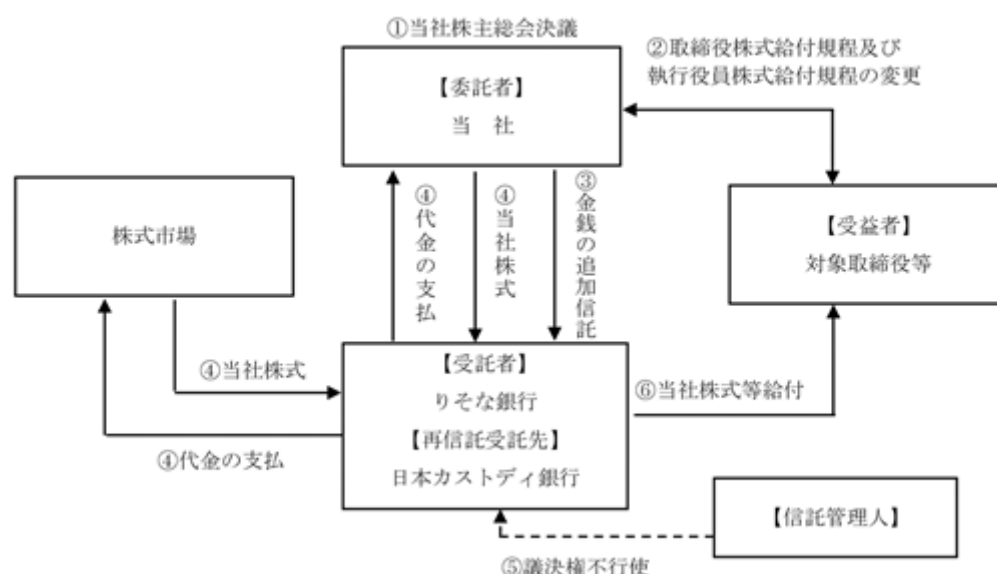 ①当社株主総会決議
②取締役株式給付規程及び
執行役員株式給付規程の変更
【委託者】
当　社
株式市場
④代金の支払
④当社株式
③金銭の追加信託
【受益者】
対象取締役等
④当社株式
④代金の支払
【受託者】
りそな銀行
【再信託受託先】
日本カストディ銀行
⑥当社株式等給付
【信託管理人】
⑤議決権不行使